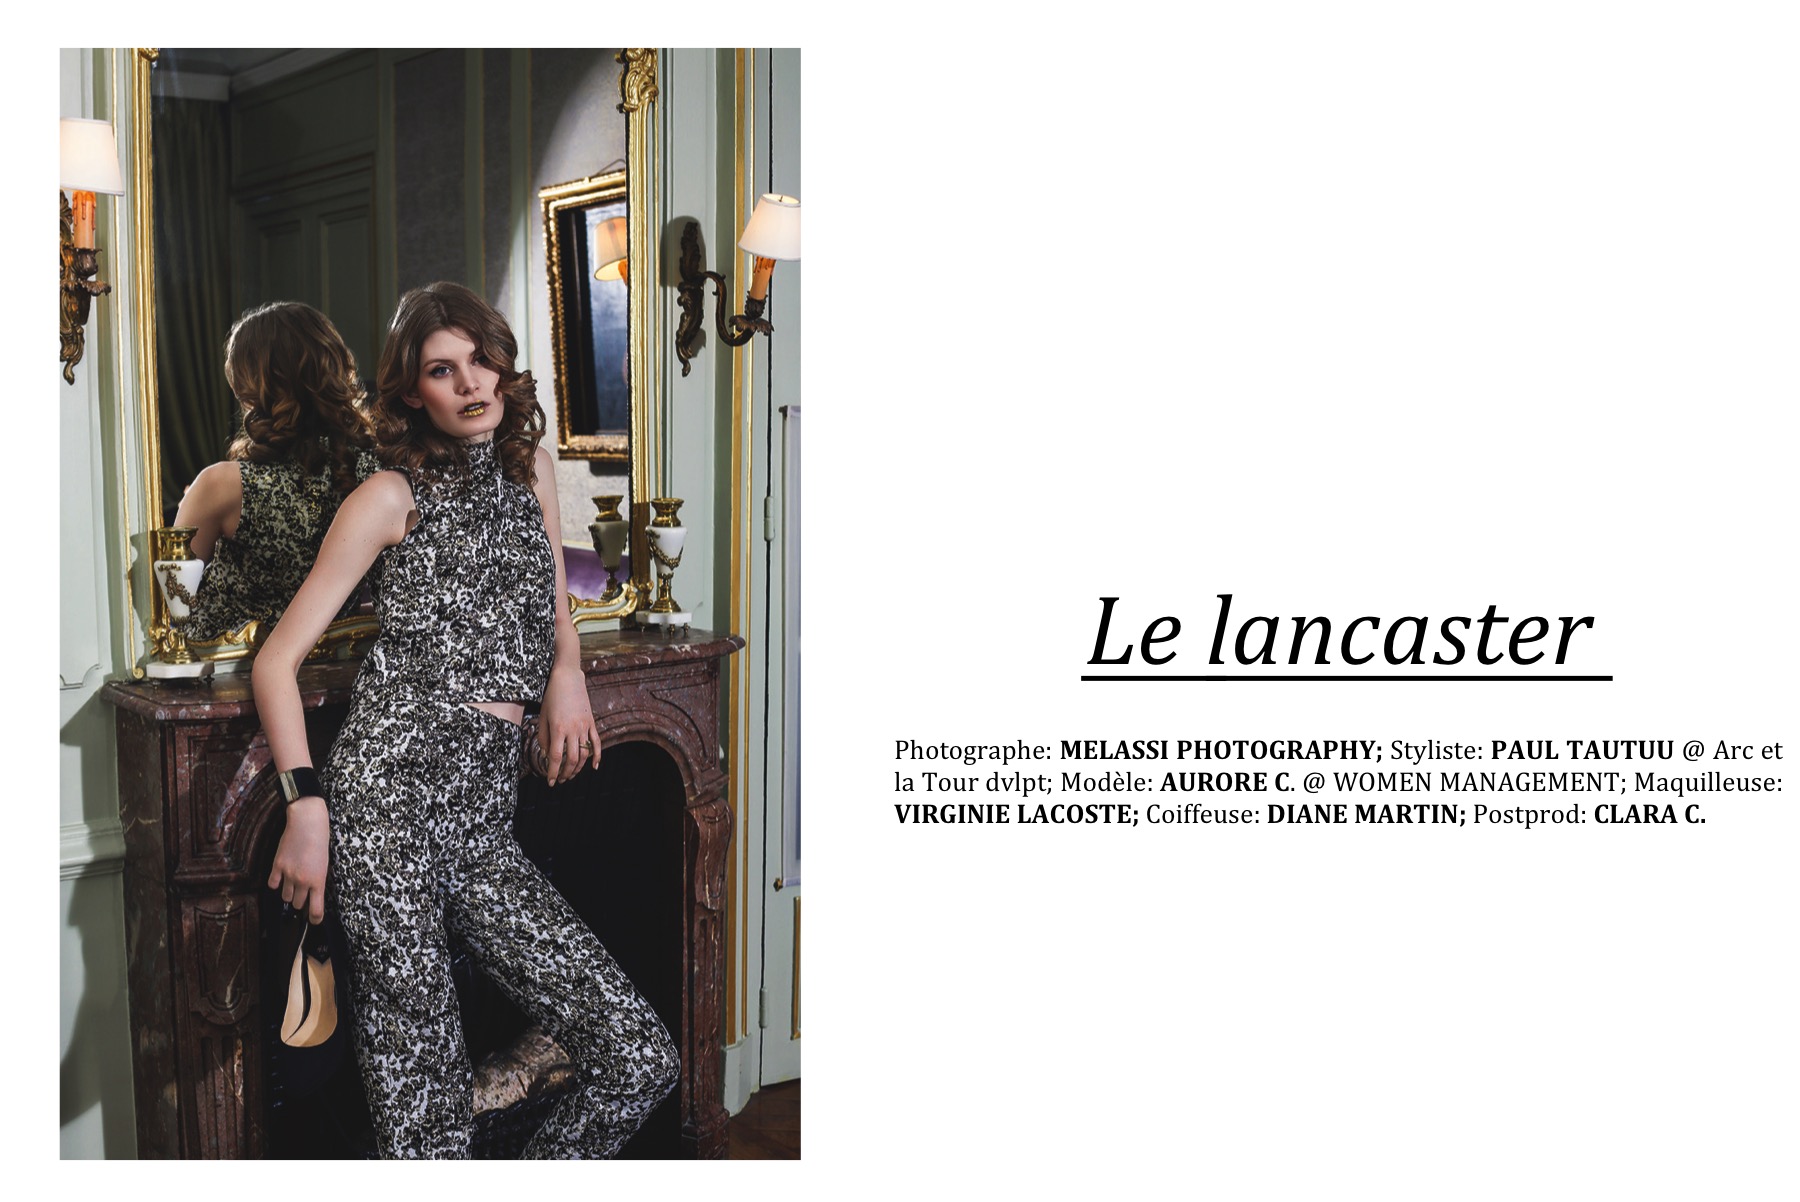 Le lancaster
Photographe: MELASSI PHOTOGRAPHY; Styliste: PAUL TAUTUU @ Arc et
la Tour dvlpt; Modèle: AURORE C. @ WOMEN MANAGEMENT; Maquilleuse:
VIRGINIE LACOSTE; Coiffeuse: DIANE MARTIN; Postprod: CLARA C.